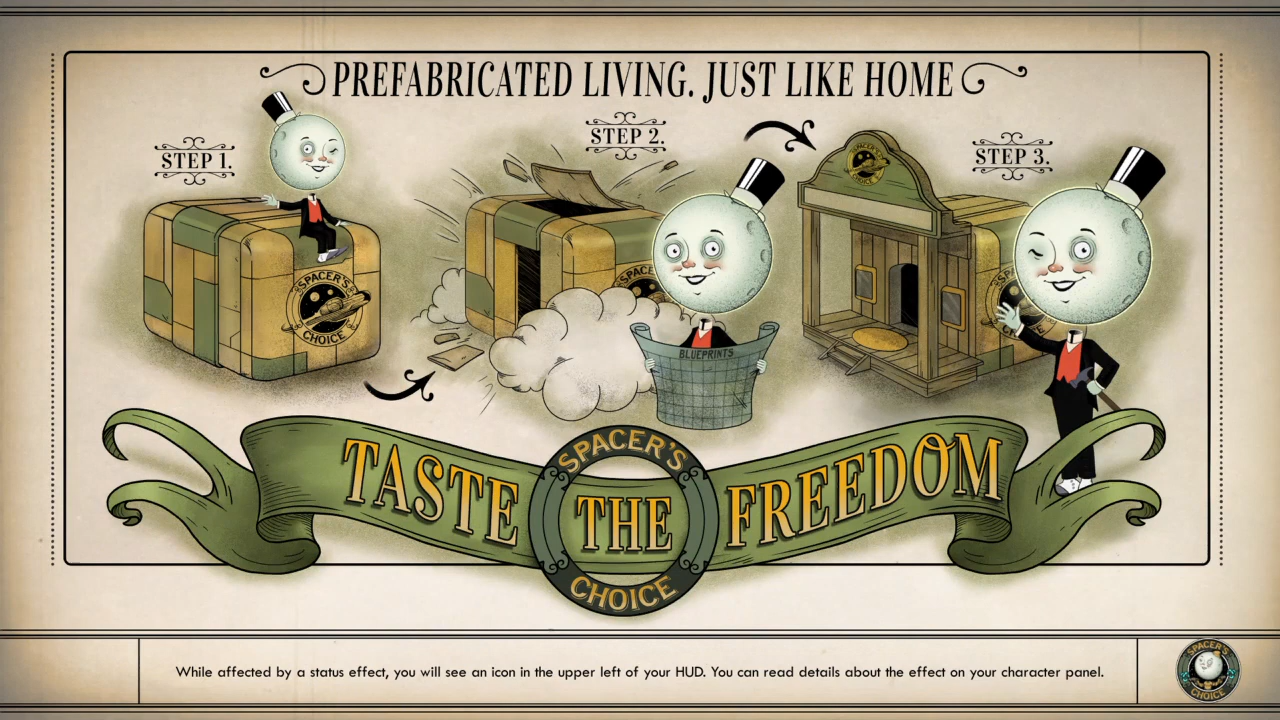 PREFABRICATED LIVING. JUST LIKE HOME
STEP 1.
STEP 2.
STEP 3.
SPACER'S
CHOICE
SPACER'S
BLUEPRINTS
SPACER'S
CHOICE
TASTE THE FREEDOM
SPACER'S
CHOICE
While affected by a status effect, you will see an icon in the upper left of your HUD. You can read details about the effect on your character panel.
SPACER'S
CHOICE